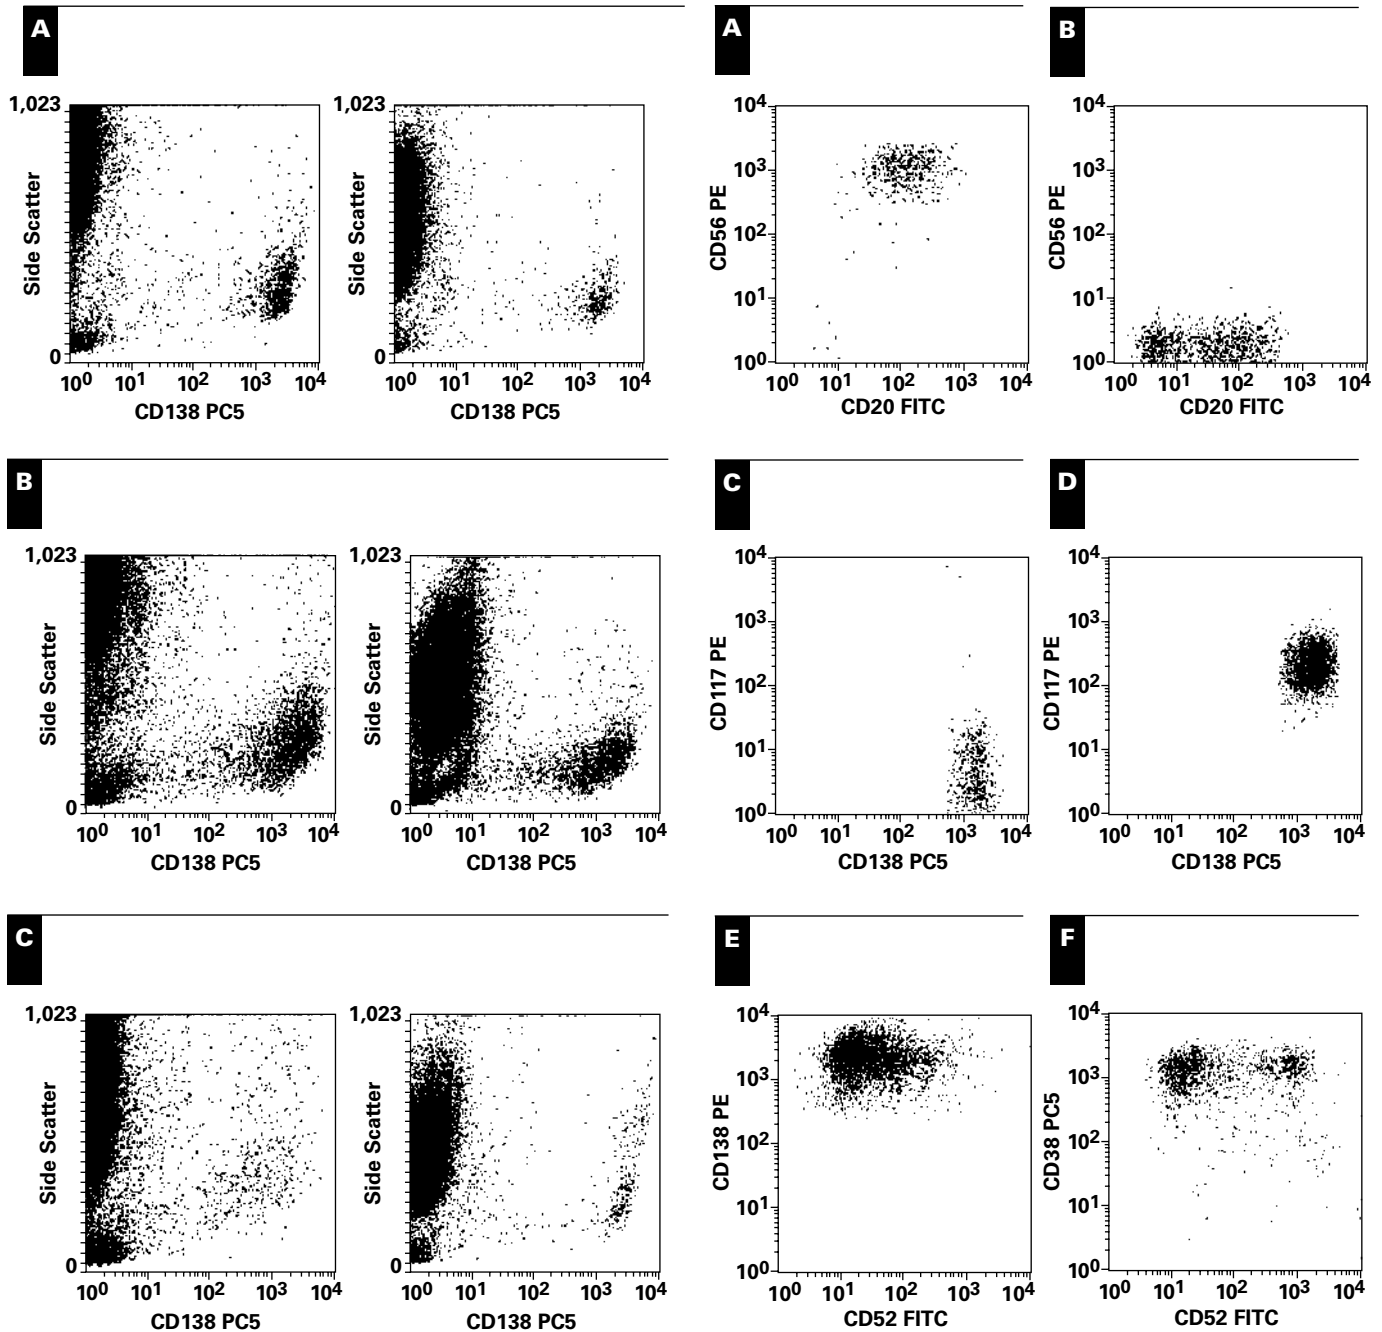 A
1,023
Side Scatter
0
10⁰ 10¹ 10² 10³ 10⁴
CD138 PC5
1,023
Side Scatter
0
10⁰ 10¹ 10² 10³ 10⁴
CD138 PC5
B
1,023
Side Scatter
0
10⁰ 10¹ 10² 10³ 10⁴
CD138 PC5
1,023
Side Scatter
0
10⁰ 10¹ 10² 10³ 10⁴
CD138 PC5
C
1,023
Side Scatter
0
10⁰ 10¹ 10² 10³ 10⁴
CD138 PC5
1,023
Side Scatter
0
10⁰ 10¹ 10² 10³ 10⁴
CD138 PC5
A
10⁴
10³
10²
10¹
10⁰
CD56 PE
10⁰ 10¹ 10² 10³ 10⁴
CD20 FITC
B
10⁴
10³
10²
10¹
10⁰
CD56 PE
10⁰ 10¹ 10² 10³ 10⁴
CD20 FITC
C
10⁴
10³
10²
10¹
10⁰
CD117 PE
10⁰ 10¹ 10² 10³ 10⁴
CD138 PC5
D
10⁴
10³
10²
10¹
10⁰
CD117 PE
10⁰ 10¹ 10² 10³ 10⁴
CD138 PC5
E
10⁴
10³
10²
10¹
10⁰
CD138 PE
10⁰ 10¹ 10² 10³ 10⁴
CD52 FITC
F
10⁴
10³
10²
10¹
10⁰
CD38 PC5
10⁰ 10¹ 10² 10³ 10⁴
CD52 FITC